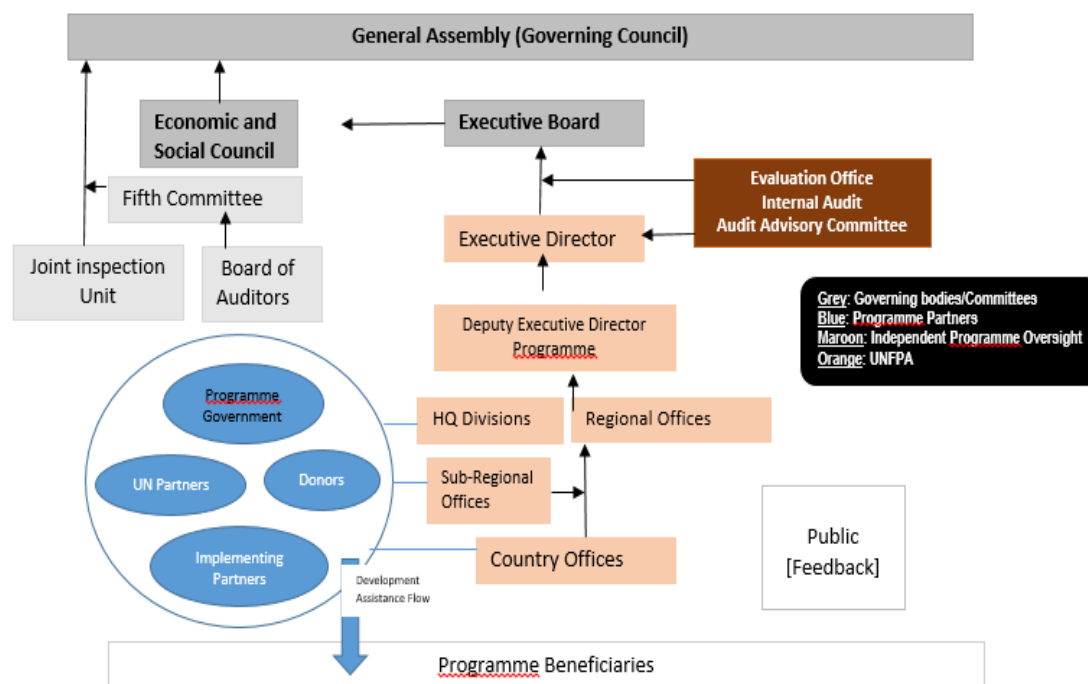 General Assembly (Governing Council)
Economic and
Social Council
Executive Board
Evaluation Office
Internal Audit
Audit Advisory Committee
Fifth Committee
Executive Director
Joint inspection
Unit
Board of
Auditors
Grey: Governing bodies/Committees
Blue: Programme Partners
Maroon: Independent Programme Oversight
Orange: UNFPA
Deputy Executive Director
Programme
Programme
Government
HQ Divisions
Regional Offices
UN Partners
Donors
Sub-Regional
Offices
Public
[Feedback]
Implementing
Partners
Country Offices
Development
Assistance Flow
Programme Beneficiaries